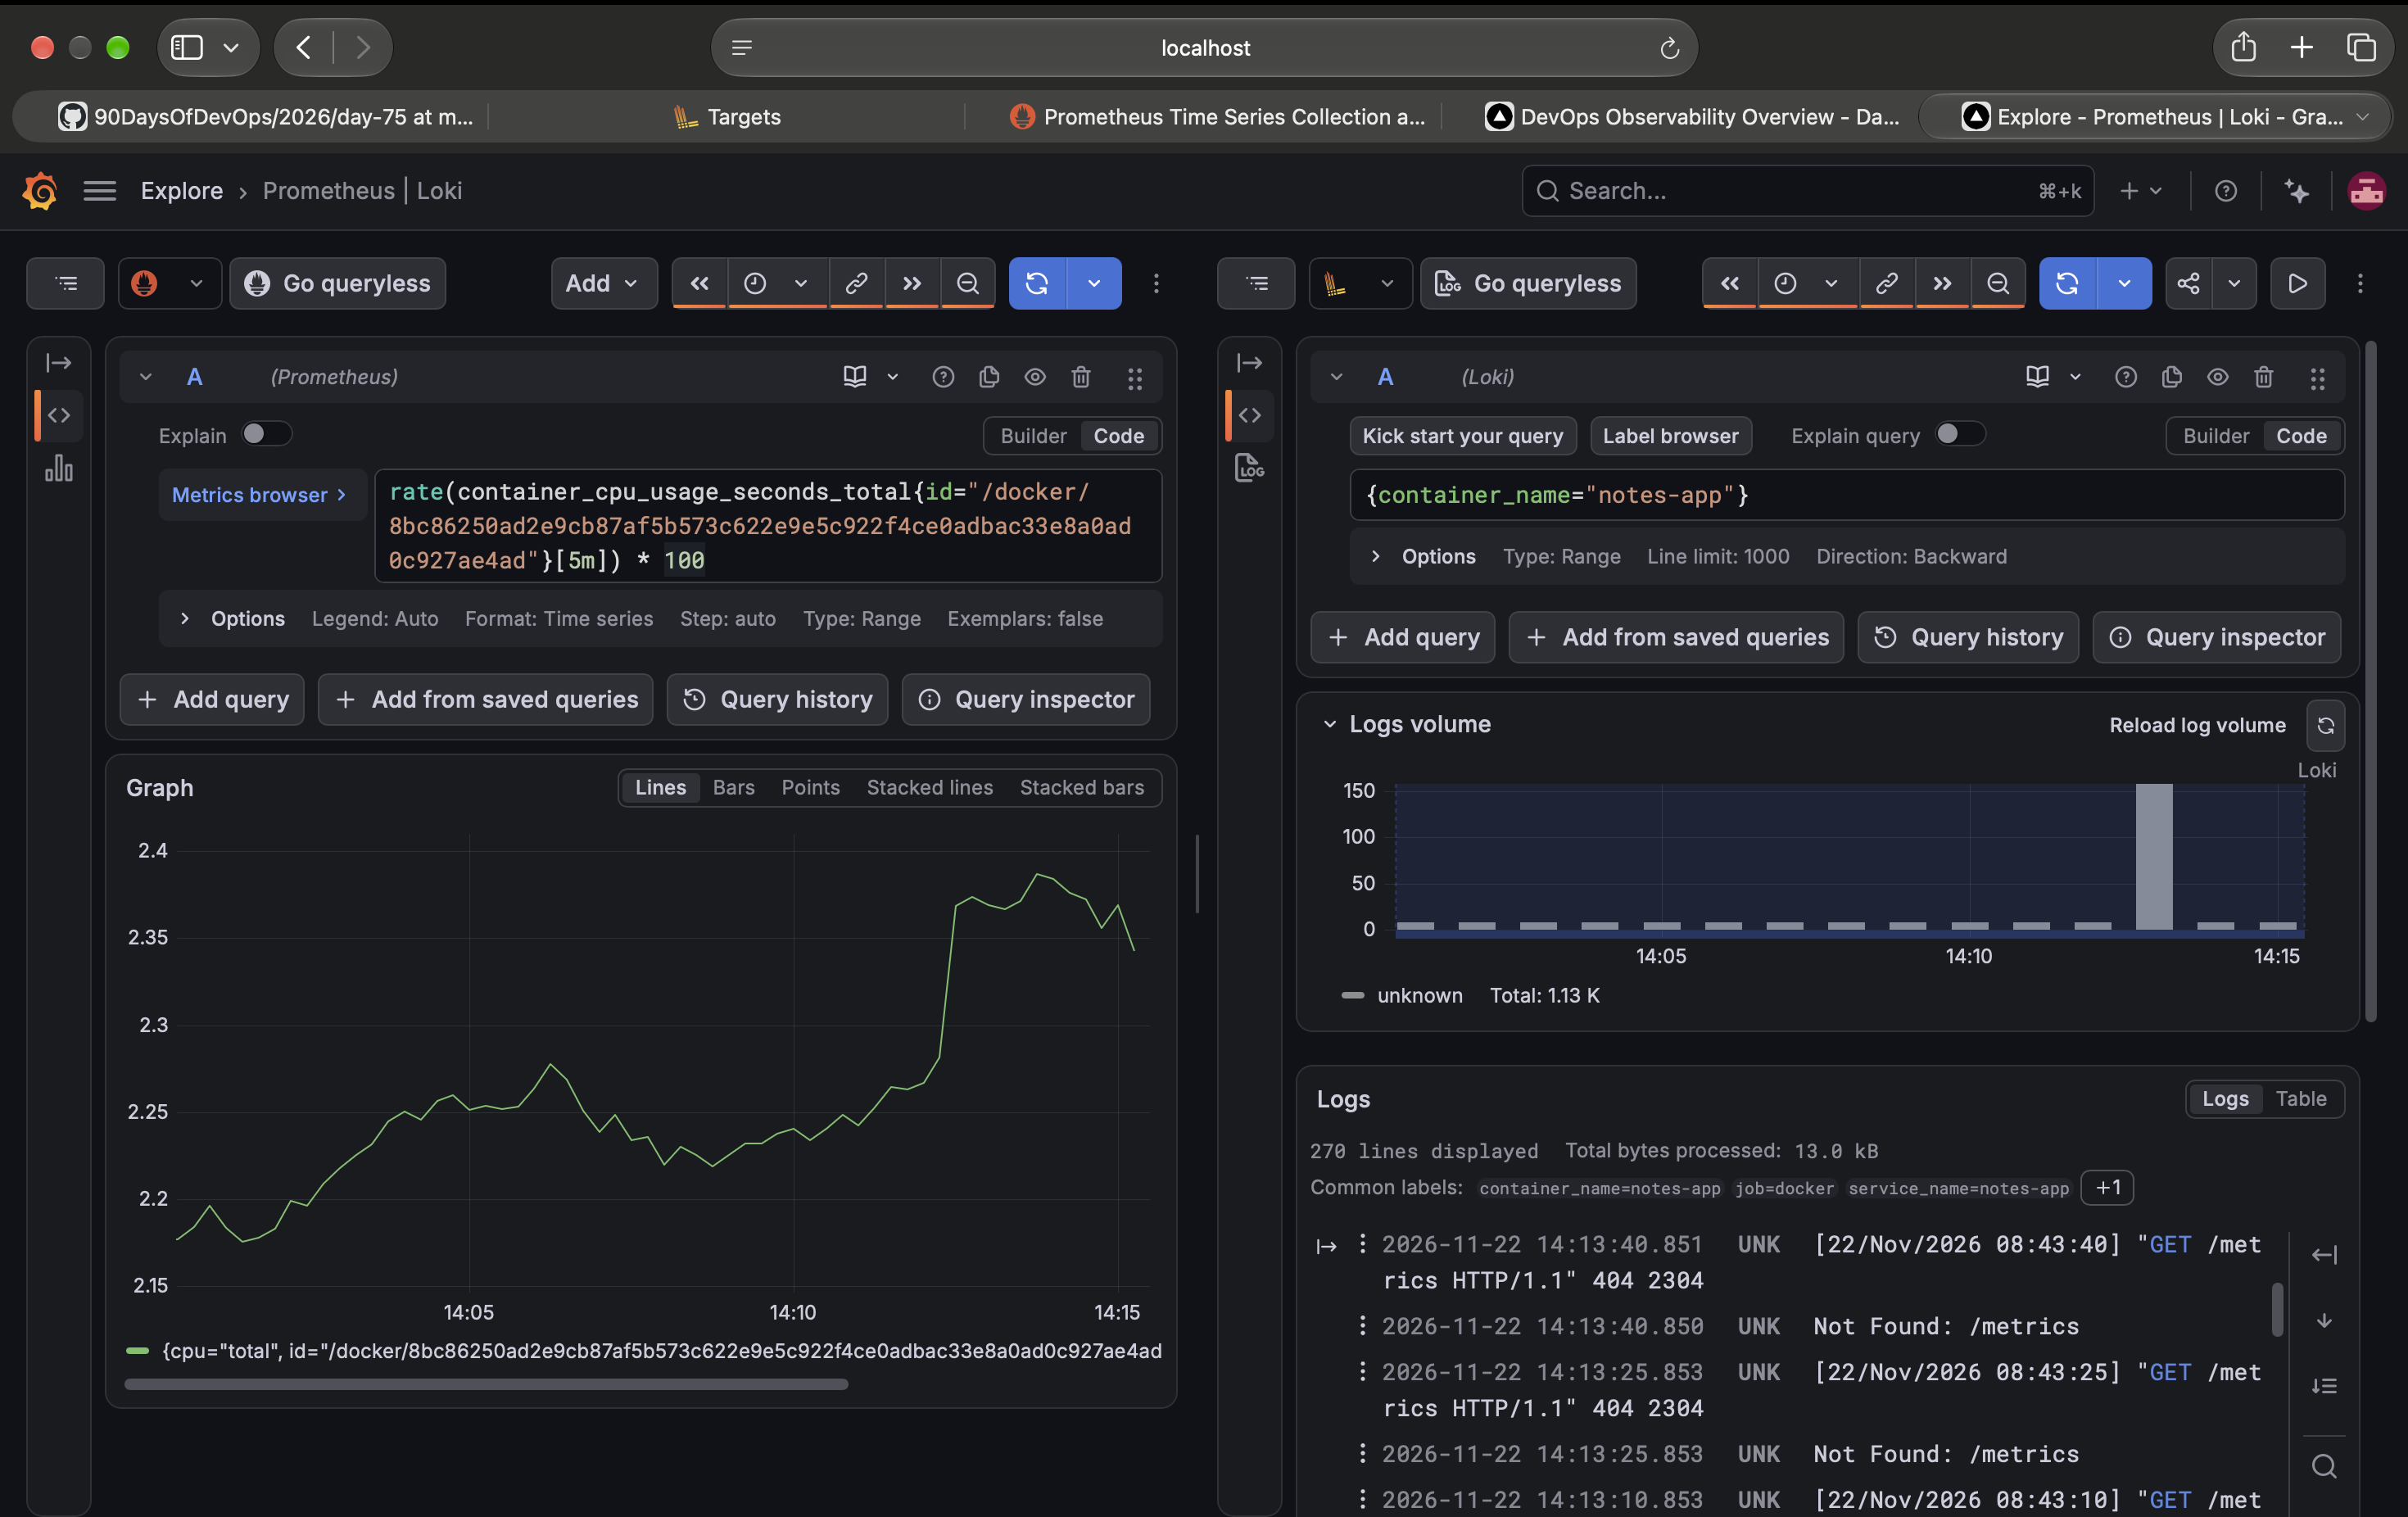 localhost
90DaysOfDevOps/2026/day-75 at m...
Targets
Prometheus Time Series Collection a...
DevOps Observability Overview - Da...
Explore - Prometheus | Loki - Gra...
Explore › Prometheus | Loki
Search...
⌘+k
Go queryless
Add
Go queryless
A
(Prometheus)
Explain
Builder
Code
Metrics browser
rate(container_cpu_usage_seconds_total{id="/docker/
8bc86250ad2e9cb87af5b573c622e9e5c922f4ce0adbac33e8a0ad
0c927ae4ad"}[5m]) * 100
Options Legend: Auto Format: Time series Step: auto Type: Range Exemplars: false
+ Add query
+ Add from saved queries
Query history
Query inspector
Graph
Lines Bars Points Stacked lines Stacked bars
2.4
2.35
2.3
2.25
2.2
2.15
14:05 14:10 14:15
{cpu="total", id="/docker/8bc86250ad2e9cb87af5b573c622e9e5c922f4ce0adbac33e8a0ad0c927ae4ad
A
(Loki)
Kick start your query
Label browser
Explain query
Builder
Code
{container_name="notes-app"}
Options Type: Range Line limit: 1000 Direction: Backward
+ Add query
+ Add from saved queries
Query history
Query inspector
Logs volume
Reload log volume
Loki
150
100
50
0
14:05 14:10 14:15
unknown Total: 1.13 K
Logs
Logs Table
270 lines displayed Total bytes processed: 13.0 kB
Common labels: container_name=notes-app job=docker service_name=notes-app +1
2026-11-22 14:13:40.851 UNK [22/Nov/2026 08:43:40] "GET /met
rics HTTP/1.1" 404 2304
2026-11-22 14:13:40.850 UNK Not Found: /metrics
2026-11-22 14:13:25.853 UNK [22/Nov/2026 08:43:25] "GET /met
rics HTTP/1.1" 404 2304
2026-11-22 14:13:25.853 UNK Not Found: /metrics
2026-11-22 14:13:10.853 UNK [22/Nov/2026 08:43:10] "GET /met